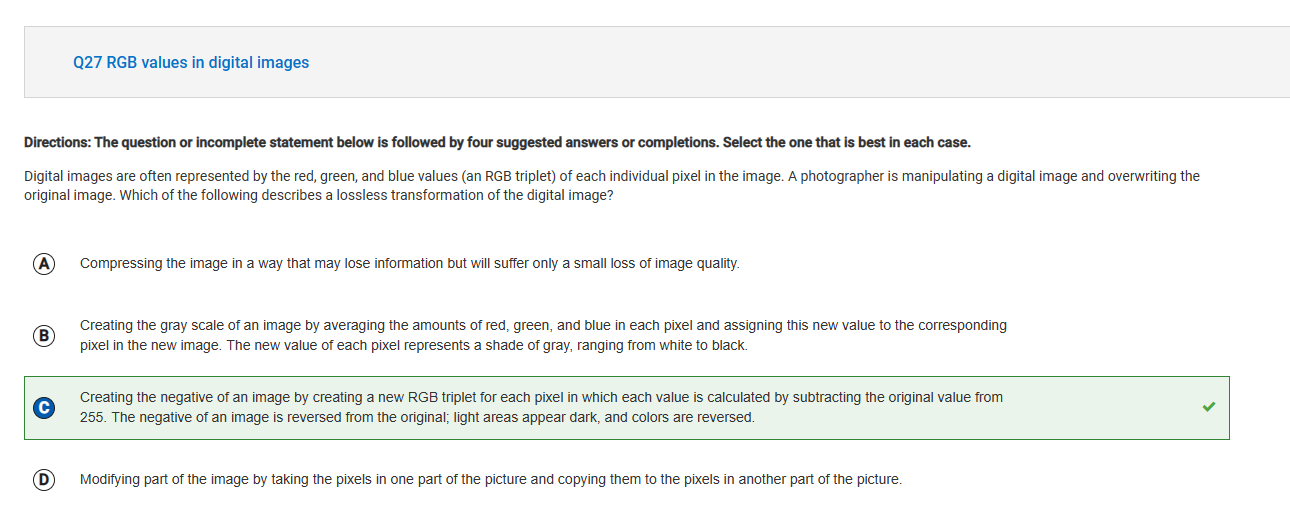 Q27 RGB values in digital images
Directions: The question or incomplete statement below is followed by four suggested answers or completions. Select the one that is best in each case.
Digital images are often represented by the red, green, and blue values (an RGB triplet) of each individual pixel in the image. A photographer is manipulating a digital image and overwriting the
original image. Which of the following describes a lossless transformation of the digital image?
A Compressing the image in a way that may lose information but will suffer only a small loss of image quality.
B Creating the gray scale of an image by averaging the amounts of red, green, and blue in each pixel and assigning this new value to the corresponding
pixel in the new image. The new value of each pixel represents a shade of gray, ranging from white to black.
C Creating the negative of an image by creating a new RGB triplet for each pixel in which each value is calculated by subtracting the original value from
255. The negative of an image is reversed from the original; light areas appear dark, and colors are reversed.
D Modifying part of the image by taking the pixels in one part of the picture and copying them to the pixels in another part of the picture.